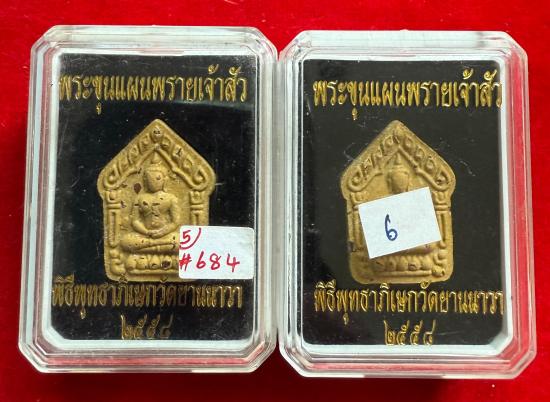 พระขุนแผนพรายเจ้าสัว
5)
#684
พิธีพุทธาภิเษกวัดยานนาวา
๒๕๕๔
พระขุนแผนพรายเจ้าสัว
6
พิธีพุทธาภิเษกวัดยานนาวา
๒๕๕๔